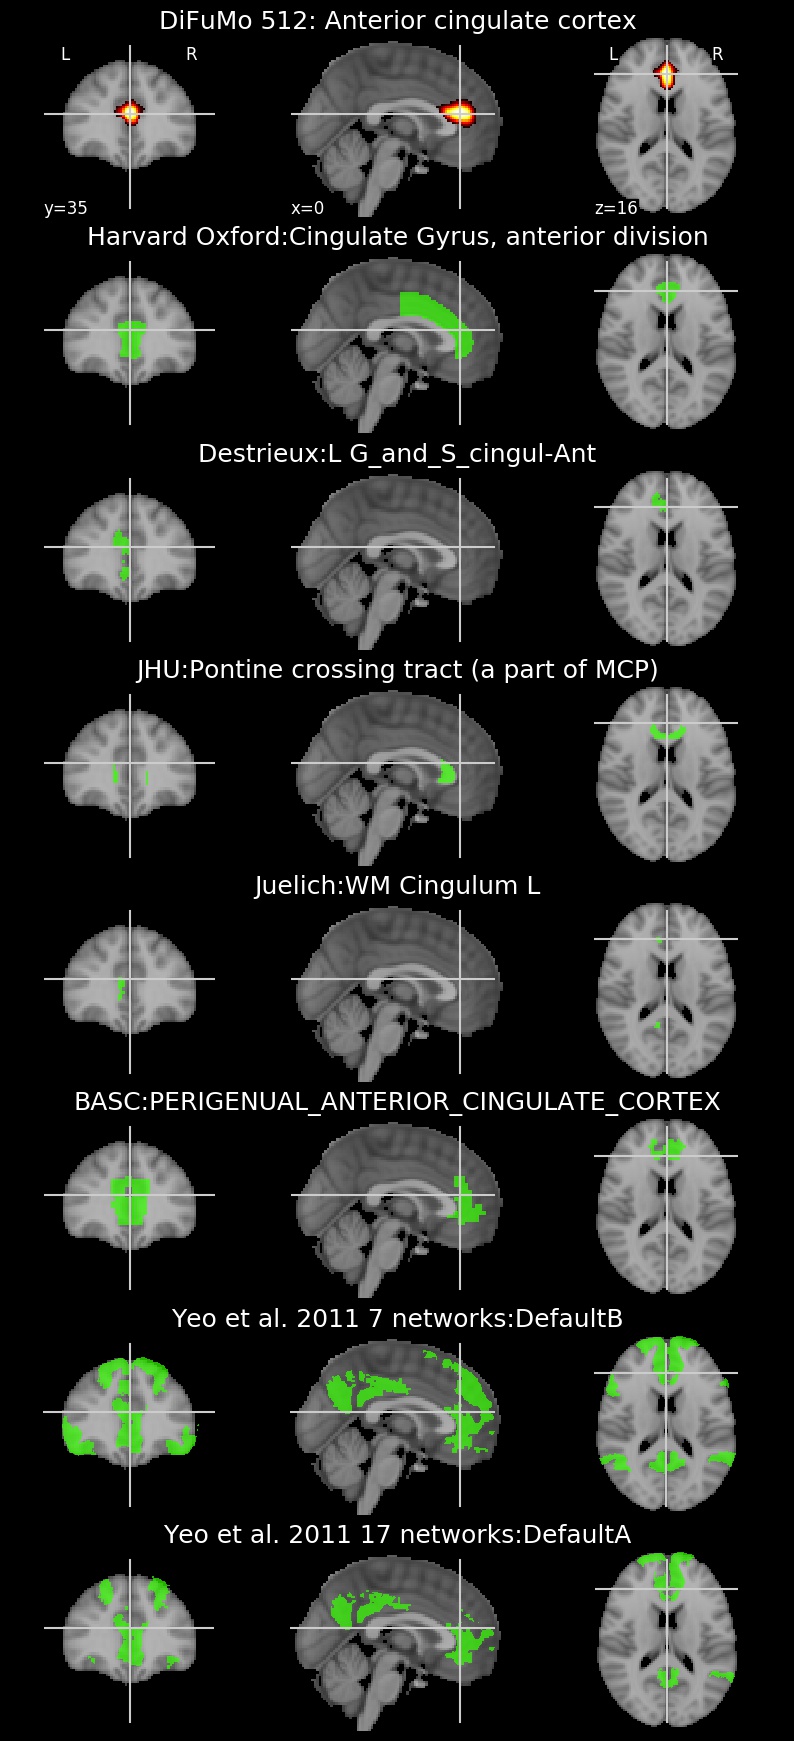 DiFuMo 512: Anterior cingulate cortex
L R L R
y=35 x=0 z=16
Harvard Oxford:Cingulate Gyrus, anterior division
Destrieux:L G_and_S_cingul-Ant
JHU:Pontine crossing tract (a part of MCP)
Juelich:WM Cingulum L
BASC:PERIGENUAL_ANTERIOR_CINGULATE_CORTEX
Yeo et al. 2011 7 networks:DefaultB
Yeo et al. 2011 17 networks:DefaultA